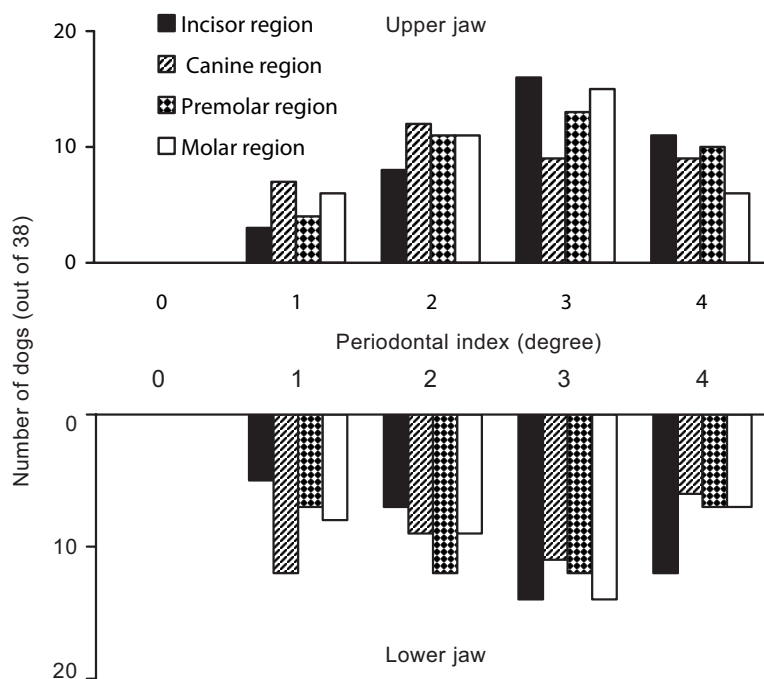 20
Incisor region
Upper jaw
Canine region
Premolar region
10
Molar region
0
0 1 2 3 4
Periodontal index (degree)
Number of dogs (out of 38)
0 1 2 3 4
0
10
Lower jaw
20